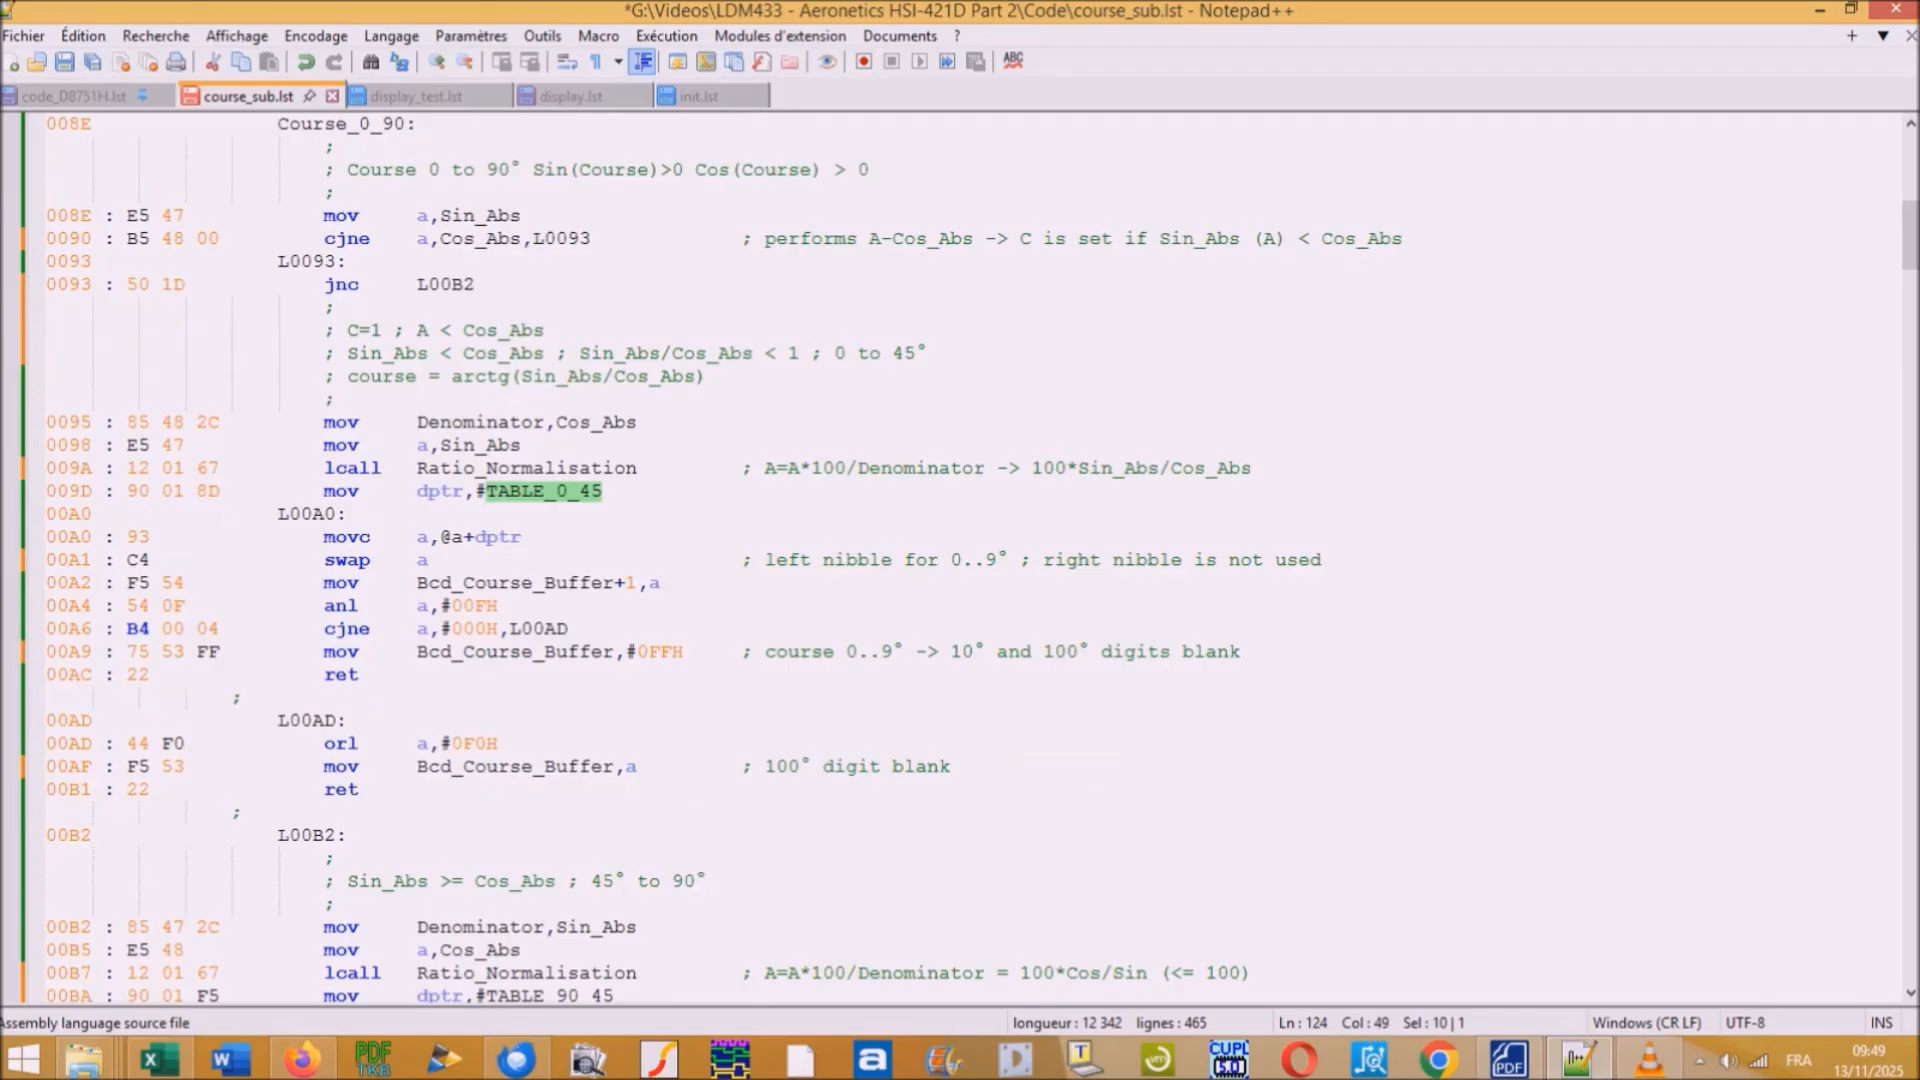 *G:\Videos\LDM433 - Aeronetics HSI-421D Part 2\Code\course_sub.lst - Notepad++
Fichier Édition Recherche Affichage Encodage Langage Paramètres Outils Macro Exécution Modules d'extension Documents ?
code_D8751H.lst course_sub.lst display_test.lst display.lst init.lst
008E Course_0_90:
;
; Course 0 to 90° Sin(Course)>0 Cos(Course) > 0
;
008E : E5 47 mov a,Sin_Abs
0090 : B5 48 00 cjne a,Cos_Abs,L0093 ; performs A-Cos_Abs -> C is set if Sin_Abs (A) < Cos_Abs
0093 L0093:
0093 : 50 1D jnc L00B2
;
; C=1 ; A < Cos_Abs
; Sin_Abs < Cos_Abs ; Sin_Abs/Cos_Abs < 1 ; 0 to 45°
; course = arctg(Sin_Abs/Cos_Abs)
;
0095 : 85 48 2C mov Denominator,Cos_Abs
0098 : E5 47 mov a,Sin_Abs
009A : 12 01 67 lcall Ratio_Normalisation ; A=A*100/Denominator -> 100*Sin_Abs/Cos_Abs
009D : 90 01 8D mov dptr,#TABLE_0_45
00A0 L00A0:
00A0 : 93 movc a,@a+dptr
00A1 : C4 swap a ; left nibble for 0..9° ; right nibble is not used
00A2 : F5 54 mov Bcd_Course_Buffer+1,a
00A4 : 54 0F anl a,#00FH
00A6 : B4 00 04 cjne a,#000H,L00AD
00A9 : 75 53 FF mov Bcd_Course_Buffer,#0FFH ; course 0..9° -> 10° and 100° digits blank
00AC : 22 ret
;
00AD L00AD:
00AD : 44 F0 orl a,#0F0H
00AF : F5 53 mov Bcd_Course_Buffer,a ; 100° digit blank
00B1 : 22 ret
;
00B2 L00B2:
;
; Sin_Abs >= Cos_Abs ; 45° to 90°
;
00B2 : 85 47 2C mov Denominator,Sin_Abs
00B5 : E5 48 mov a,Cos_Abs
00B7 : 12 01 67 lcall Ratio_Normalisation ; A=A*100/Denominator = 100*Cos/Sin (<= 100)
00BA : 90 01 F5 mov dptr,#TABLE_90_45
Assembly language source file longueur : 12 342 lignes : 465 Ln : 124 Col : 49 Sel : 10 | 1 Windows (CR LF) UTF-8 INS
FRA 09:49
13/11/2025